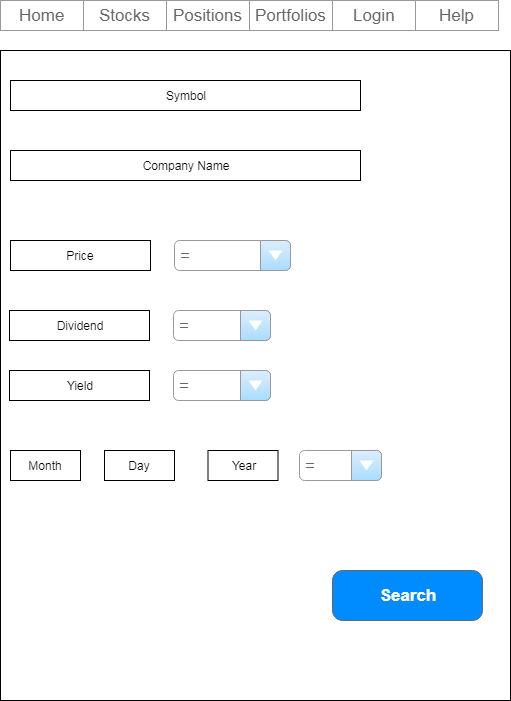 Home Stocks Positions Portfolios Login Help
Symbol
Company Name
Price =
Dividend =
Yield =
Month Day Year =
Search